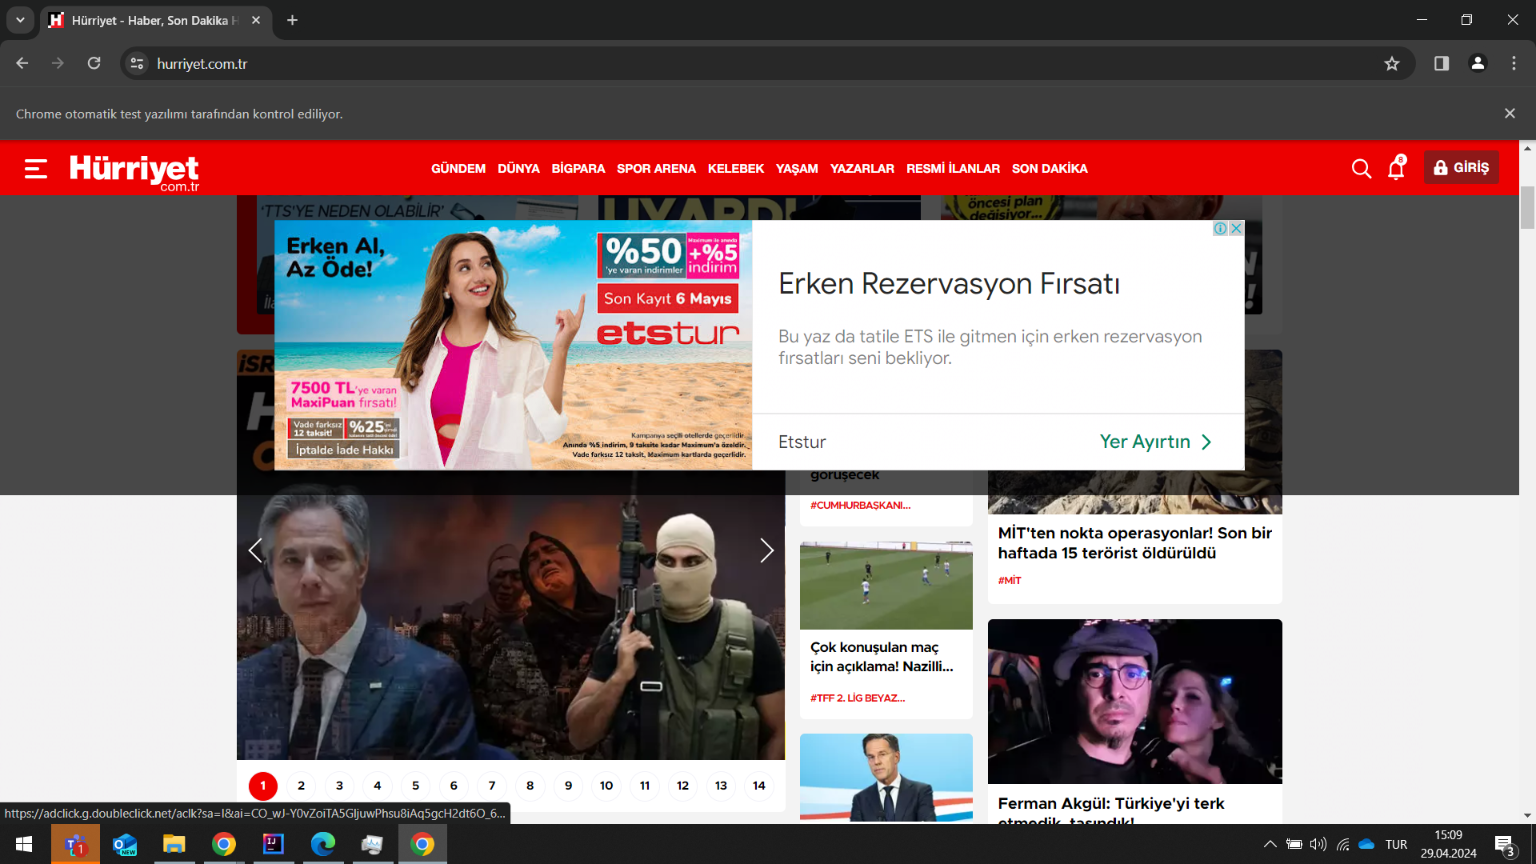 Hürriyet - Haber, Son Dakika H
hurriyet.com.tr
Chrome otomatik test yazılımı tarafından kontrol ediliyor.
Hürriyet
com.tr
GÜNDEM DÜNYA BİGPARA SPOR ARENA KELEBEK YAŞAM YAZARLAR RESMİ İLANLAR SON DAKİKA
8
GİRİŞ
'TTS'YE NEDEN OLABİLİR'
UYARDI
öncesi plan
değişiyor...
Erken Al,
Az Öde!
%50
'ye varan indirimler
Maximum ile anında
+%5
indirim
Son Kayıt 6 Mayıs
etstur
7500 TL'ye varan
MaxiPuan fırsatı!
Vade farksız
12 taksit!
%25
İptalde İade Hakkı
Kampanya seçili otellerde geçerlidir.
Anında %5 indirim, 9 taksite kadar Maximum'a özeldir.
Vade farksız 12 taksit, Maximum kartlarda geçerlidir.
Erken Rezervasyon Fırsatı
Bu yaz da tatile ETS ile gitmen için erken rezervasyon
fırsatları seni bekliyor.
Etstur
Yer Ayırtın
görüşecek
#CUMHURBAŞKANI...
MİT'ten nokta operasyonlar! Son bir
haftada 15 terörist öldürüldü
#MİT
Çok konuşulan maç
için açıklama! Nazilli...
#TFF 2. LİG BEYAZ...
Ferman Akgül: Türkiye'yi terk
etmedik, taşındık!
1 2 3 4 5 6 7 8 9 10 11 12 13 14
https://adclick.g.doubleclick.net/aclk?sa=l&ai=CO_wJ-Y0vZoiTA5GljuwPhsu8iAq5gcH2dt6O_6...
1
NEW
IJ
TUR
15:09
29.04.2024
3